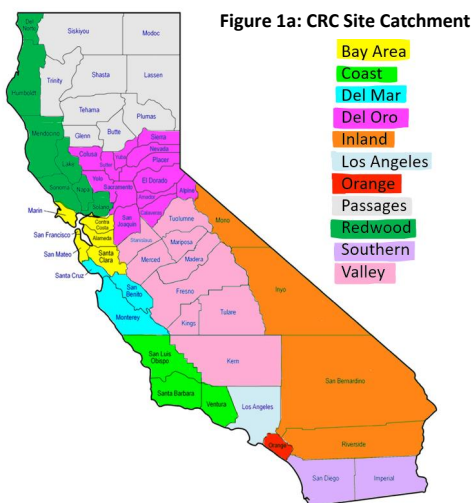 Figure 1a: CRC Site Catchment
Bay Area
Coast
Del Mar
Del Oro
Inland
Los Angeles
Orange
Passages
Redwood
Southern
Valley
Del Norte
Siskiyou
Modoc
Humboldt
Trinity
Shasta
Lassen
Tehama
Plumas
Mendocino
Glenn
Butte
Sierra
Colusa
Yuba
Nevada
Sutter
Placer
Lake
Yolo
El Dorado
Sonoma
Napa
Sacramento
Amador
Alpine
Solano
Marin
Contra Costa
San Joaquin
Calaveras
Tuolumne
Mono
San Francisco
Alameda
Stanislaus
Mariposa
San Mateo
Santa Clara
Merced
Madera
Santa Cruz
San Benito
Fresno
Inyo
Monterey
Kings
Tulare
San Luis Obispo
Kern
San Bernardino
Santa Barbara
Ventura
Los Angeles
Orange
Riverside
San Diego
Imperial